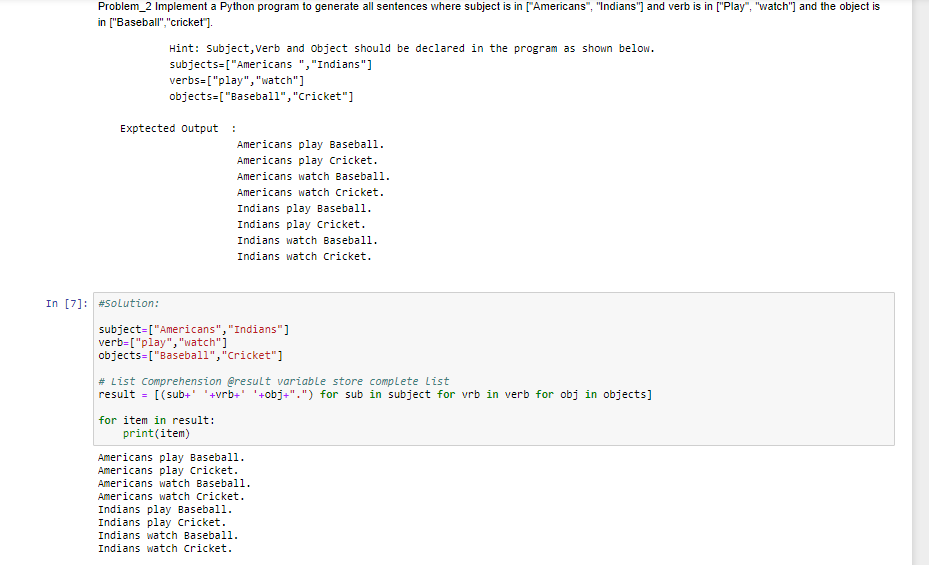 Problem_2 Implement a Python program to generate all sentences where subject is in ["Americans", "Indians"] and verb is in ["Play", "watch"] and the object is
in ["Baseball","cricket"].
Hint: Subject,Verb and Object should be declared in the program as shown below.
subjects=["Americans ","Indians"]
verbs=["play","watch"]
objects=["Baseball","Cricket"]
Exptected Output :
Americans play Baseball.
Americans play Cricket.
Americans watch Baseball.
Americans watch Cricket.
Indians play Baseball.
Indians play Cricket.
Indians watch Baseball.
Indians watch Cricket.
In [7]: #Solution:
subject=["Americans","Indians"]
verb=["play","watch"]
objects=["Baseball","Cricket"]
# List Comprehension @result variable store complete list
result = [(sub+' '+vrb+' '+obj+".") for sub in subject for vrb in verb for obj in objects]
for item in result:
    print(item)
Americans play Baseball.
Americans play Cricket.
Americans watch Baseball.
Americans watch Cricket.
Indians play Baseball.
Indians play Cricket.
Indians watch Baseball.
Indians watch Cricket.